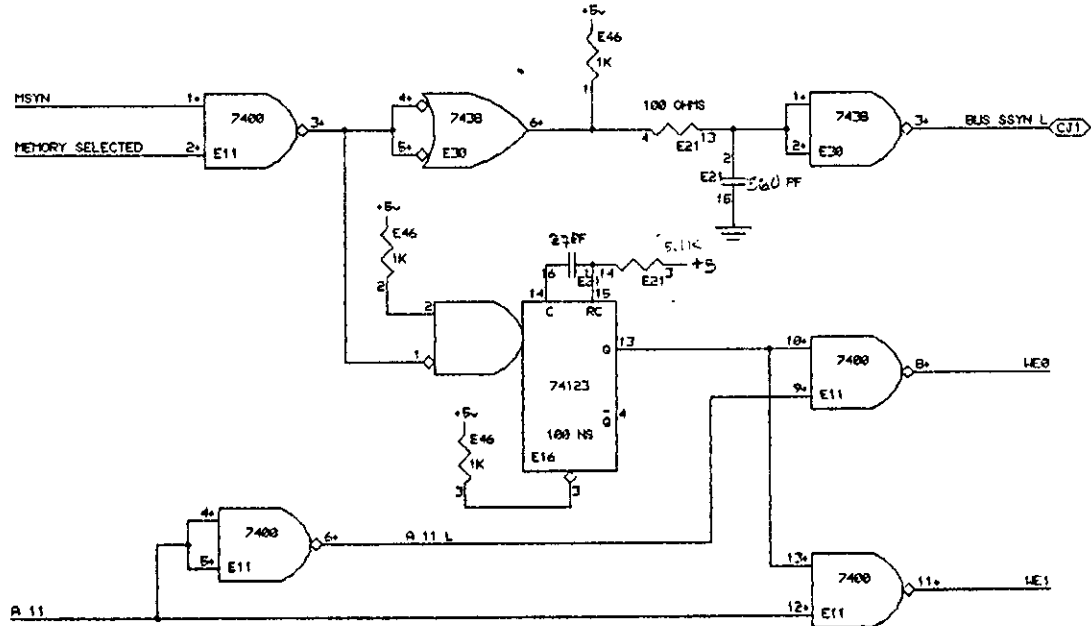 +5v
E46
1K
1
MSYN
1+
7400
3+
2+
E11
MEMORY SELECTED
4+
7438
5+
E30
6+
100 OHMS
4
13
E21
1+
7438
2+
E30
3+
BUS SSYN L
CJ1
2
E21
560 PF
15
+5v
E46
1K
2
2
1
16
1
14
E21
5.11K
3
E21
+5
14
15
C
RC
Q
13
74123
Q
4
100 NS
E16
3
+5v
E46
1K
3
10+
7400
9+
E11
8+
WE0
4+
7400
5+
E11
6+
A 11 L
13+
7400
12+
E11
11+
WE1
A 11